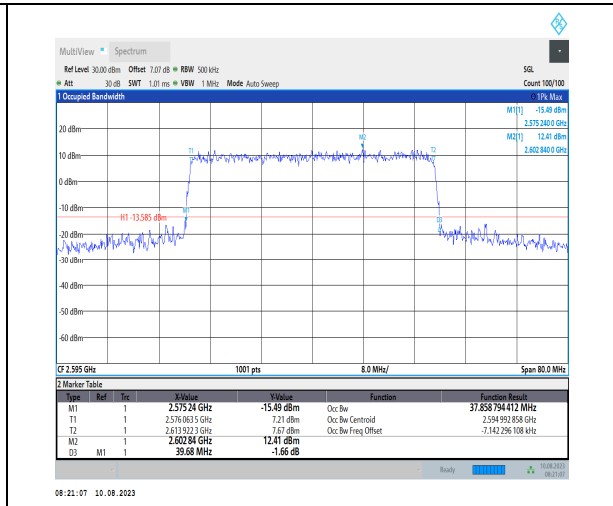 MultiView Spectrum
Ref Level 30.00 dBm Offset 7.07 dB RBW 500 kHz SGL
Att 30 dB SWT 1.01 ms VBW 1 MHz Mode Auto Sweep Count 100/100
1 Occupied Bandwidth 1Pk Max
M1[1] -15.49 dBm
2.575 240 0 GHz
M2[1] 12.41 dBm
2.602 840 0 GHz
20 dBm
M2
T1 T2
10 dBm
0 dBm
-10 dBm
M1
H1 -13.585 dBm
D3
-20 dBm
-30 dBm
-40 dBm
-50 dBm
-60 dBm
CF 2.595 GHz 1001 pts 8.0 MHz/ Span 80.0 MHz
2 Marker Table
Type Ref Trc X-Value Y-Value Function Function Result
M1 1 2.575 24 GHz -15.49 dBm Occ Bw 37.858 794 412 MHz
T1 1 2.576 063 5 GHz 7.21 dBm Occ Bw Centroid 2.594 992 858 GHz
T2 1 2.613 922 3 GHz 7.67 dBm Occ Bw Freq Offset -7.142 296 108 kHz
M2 1 2.602 84 GHz 12.41 dBm
D3 M1 1 39.68 MHz -1.66 dB
Ready 10.08.2023
08:21:07
08:21:07 10.08.2023